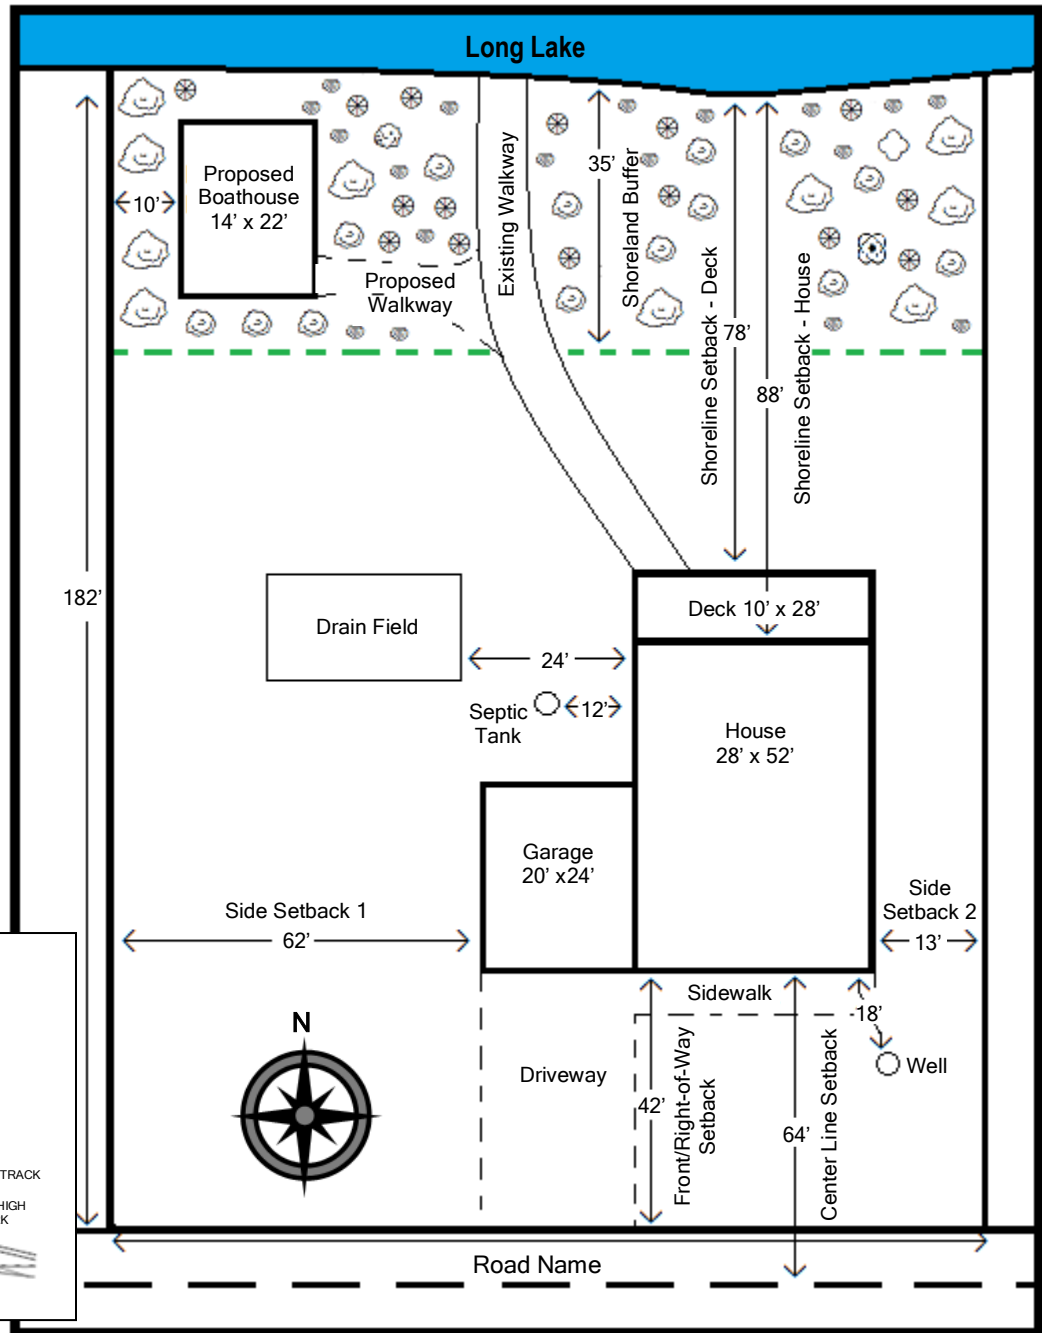 Long Lake
Proposed
Boathouse
14' x 22'
10'
Proposed
Walkway
Existing Walkway
35'
Shoreland Buffer
Shoreline Setback - Deck
78'
88'
Shoreline Setback - House
182'
Drain Field
Deck 10' x 28'
24'
Septic
Tank
12'
House
28' x 52'
Garage
20' x24'
Side Setback 1
62'
Side
Setback 2
13'
Sidewalk
18'
Well
N
Driveway
42'
Front/Right-of-Way
Setback
64'
Center Line Setback
TRACK
HIGH
K
Road Name